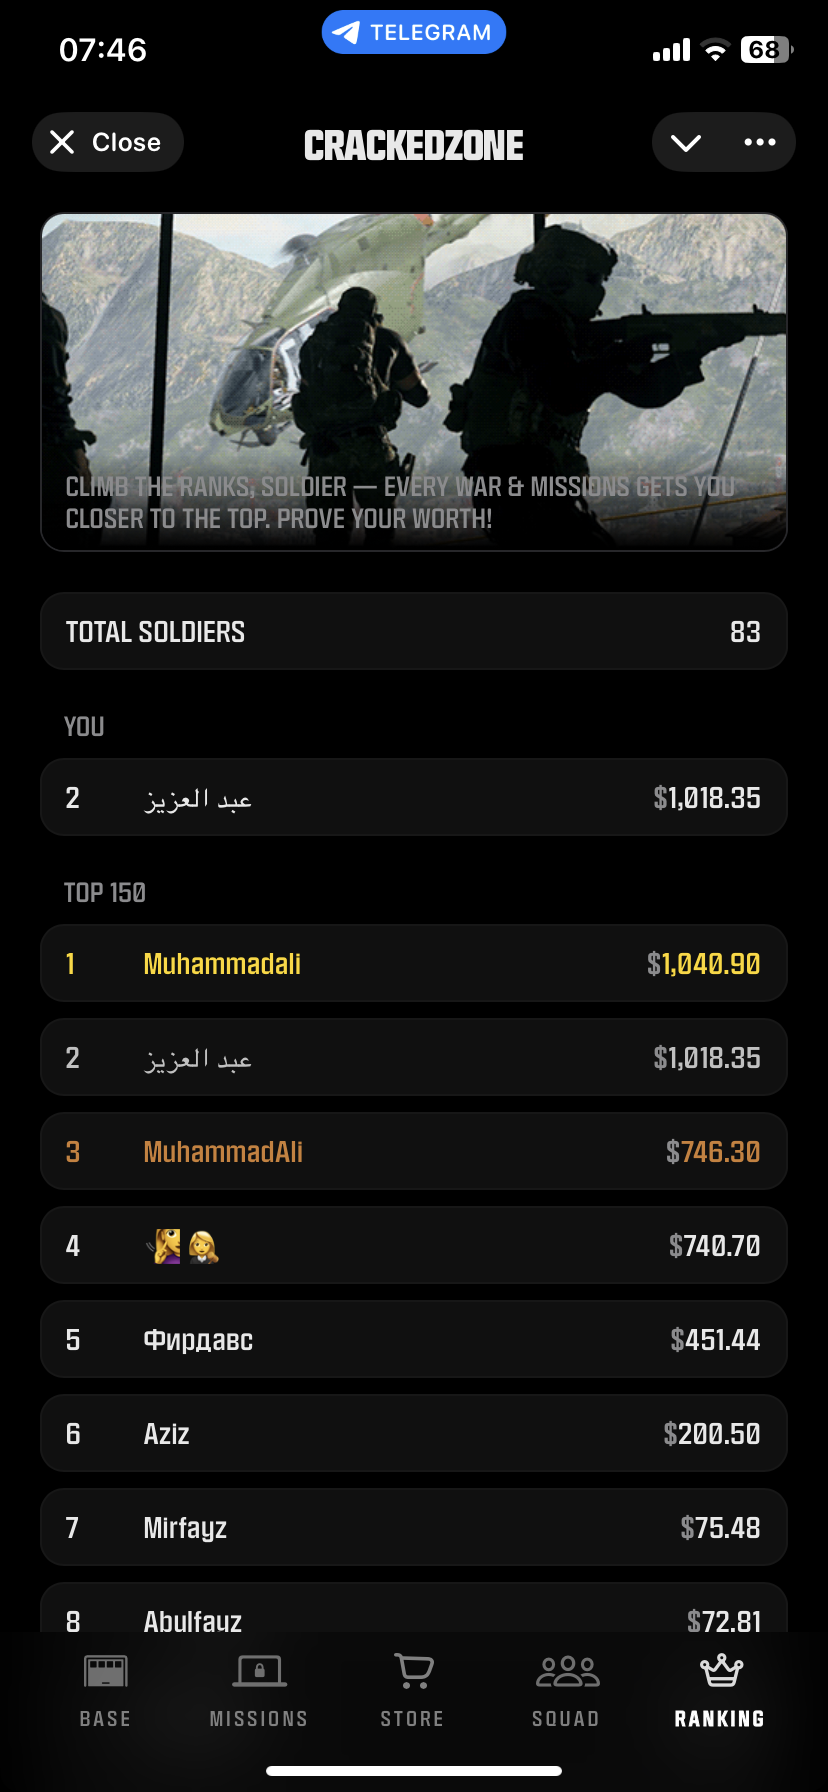 07:46
TELEGRAM
68
Close
CRACKEDZONE
CLIMB THE RANKS, SOLDIER — EVERY WAR & MISSIONS GETS YOU
CLOSER TO THE TOP. PROVE YOUR WORTH!
TOTAL SOLDIERS 83
YOU
2 عبد العزيز $1,018.35
TOP 150
1 Muhammadali $1,040.90
2 عبد العزيز $1,018.35
3 MuhammadAli $746.30
4 $740.70
5 Фирдавс $451.44
6 Aziz $200.50
7 Mirfayz $75.48
8 Abulfayz $72.81
BASE MISSIONS STORE SQUAD RANKING